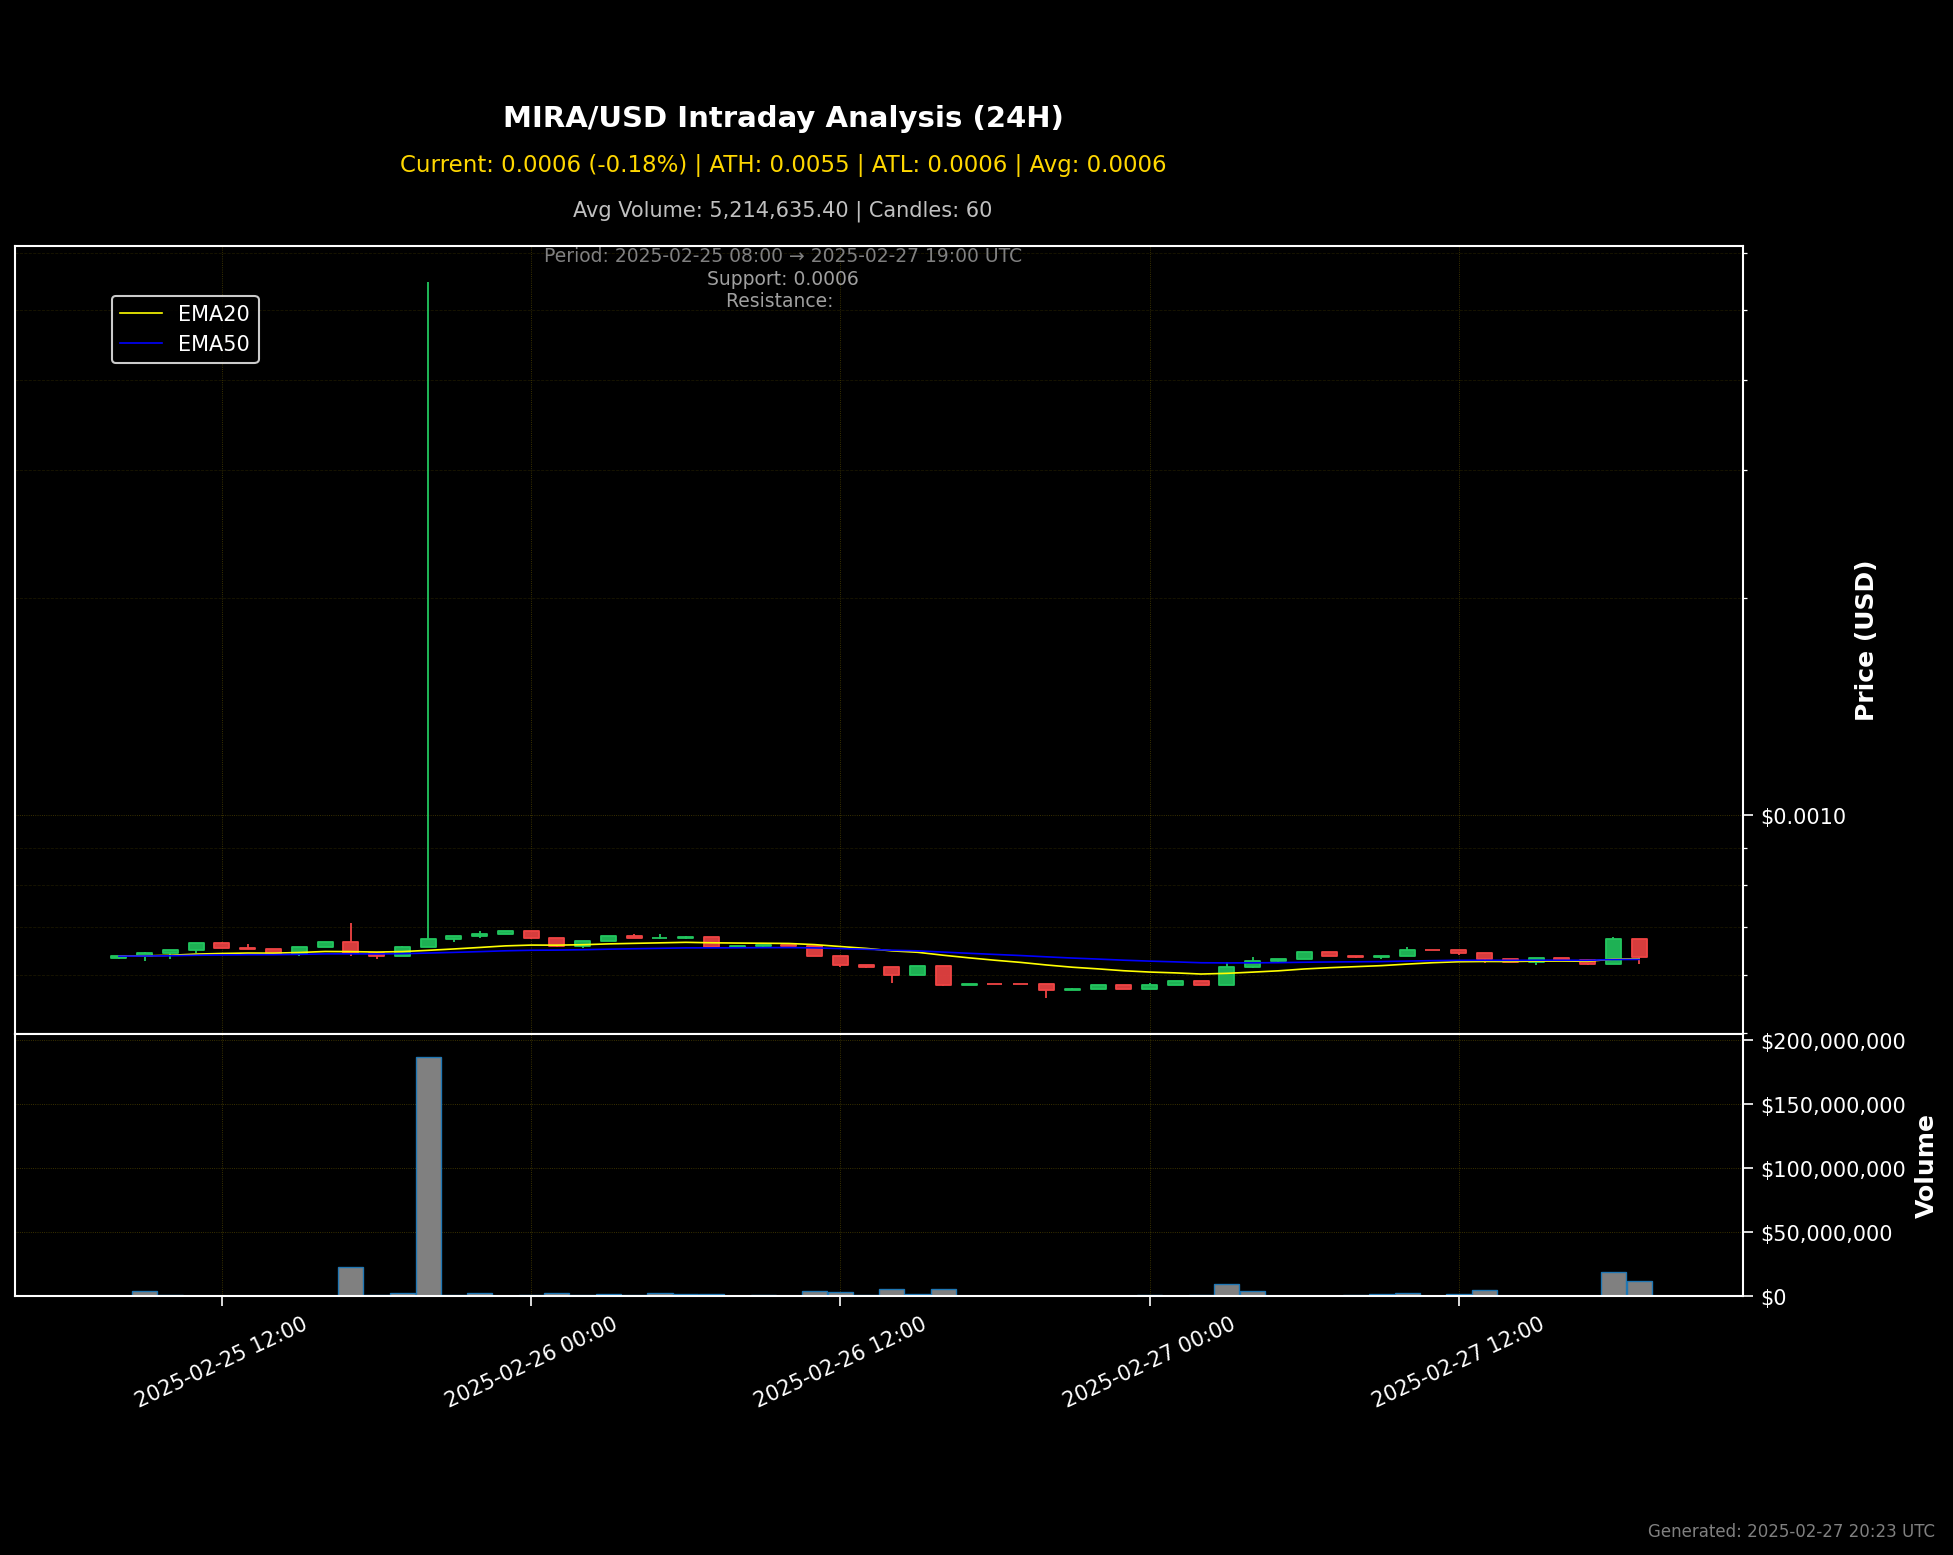 MIRA/USD Intraday Analysis (24H)
Current: 0.0006 (-0.18%) | ATH: 0.0055 | ATL: 0.0006 | Avg: 0.0006
Avg Volume: 5,214,635.40 | Candles: 60
Period: 2025-02-25 08:00 → 2025-02-27 19:00 UTC
Support: 0.0006
Resistance:
EMA20
EMA50
Price (USD)
$0.0010
$200,000,000
$150,000,000
$100,000,000
$50,000,000
$0
Volume
2025-02-25 12:00
2025-02-26 00:00
2025-02-26 12:00
2025-02-27 00:00
2025-02-27 12:00
Generated: 2025-02-27 20:23 UTC